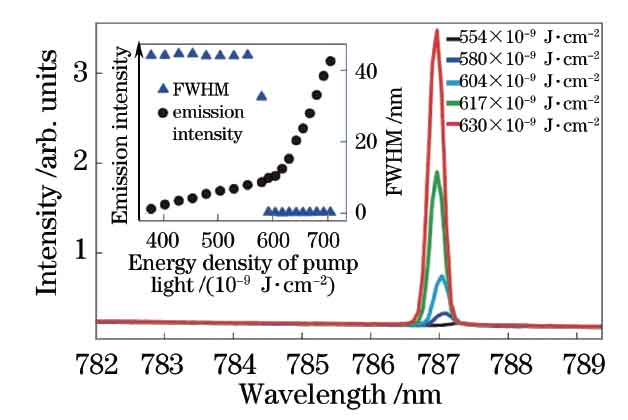 Intensity /arb. units
3
2
1
782 783 784 785 786 787 788 789
Wavelength /nm
554×10⁻⁹ J·cm⁻²
580×10⁻⁹ J·cm⁻²
604×10⁻⁹ J·cm⁻²
617×10⁻⁹ J·cm⁻²
630×10⁻⁹ J·cm⁻²
Emission intensity
FWHM
emission
intensity
40
20
0
FWHM /nm
400 500 600 700
Energy density of pump
light /(10⁻⁹ J·cm⁻²)